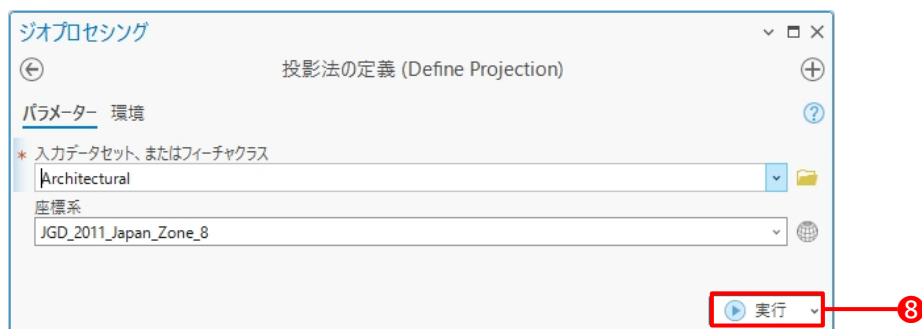 ジオプロセシング
投影法の定義 (Define Projection)
パラメーター 環境
* 入力データセット、またはフィーチャクラス
Architectural
座標系
JGD_2011_Japan_Zone_8
実行
8